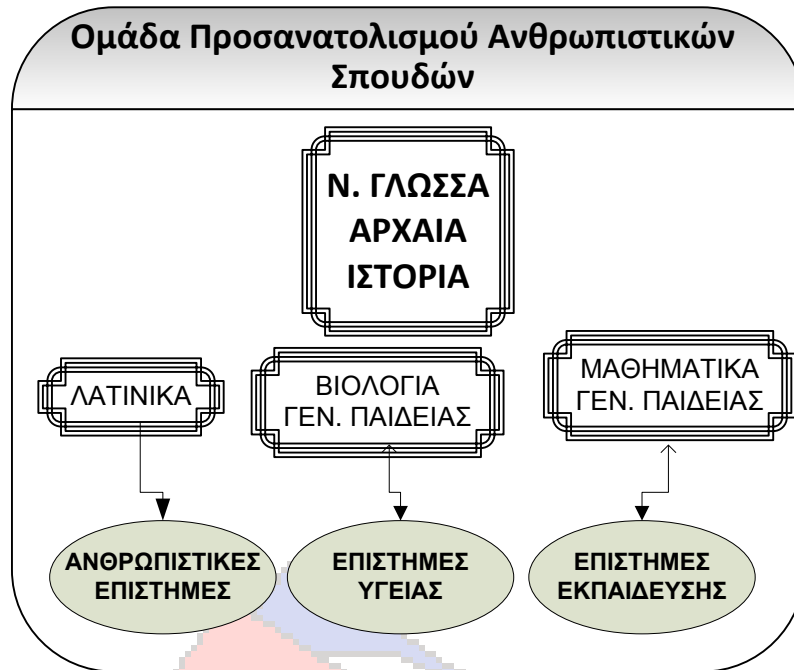 Ομάδα Προσανατολισμού Ανθρωπιστικών
Σπουδών
Ν. ΓΛΩΣΣΑ
ΑΡΧΑΙΑ
ΙΣΤΟΡΙΑ
ΛΑΤΙΝΙΚΑ
ΒΙΟΛΟΓΙΑ
ΓΕΝ. ΠΑΙΔΕΙΑΣ
ΜΑΘΗΜΑΤΙΚΑ
ΓΕΝ. ΠΑΙΔΕΙΑΣ
ΑΝΘΡΩΠΙΣΤΙΚΕΣ
ΕΠΙΣΤΗΜΕΣ
ΕΠΙΣΤΗΜΕΣ
ΥΓΕΙΑΣ
ΕΠΙΣΤΗΜΕΣ
ΕΚΠΑΙΔΕΥΣΗΣ